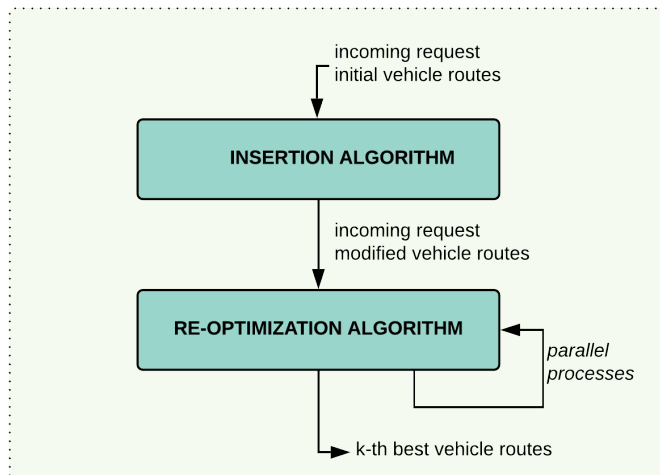 incoming request
initial vehicle routes
INSERTION ALGORITHM
incoming request
modified vehicle routes
RE-OPTIMIZATION ALGORITHM
parallel
processes
k-th best vehicle routes